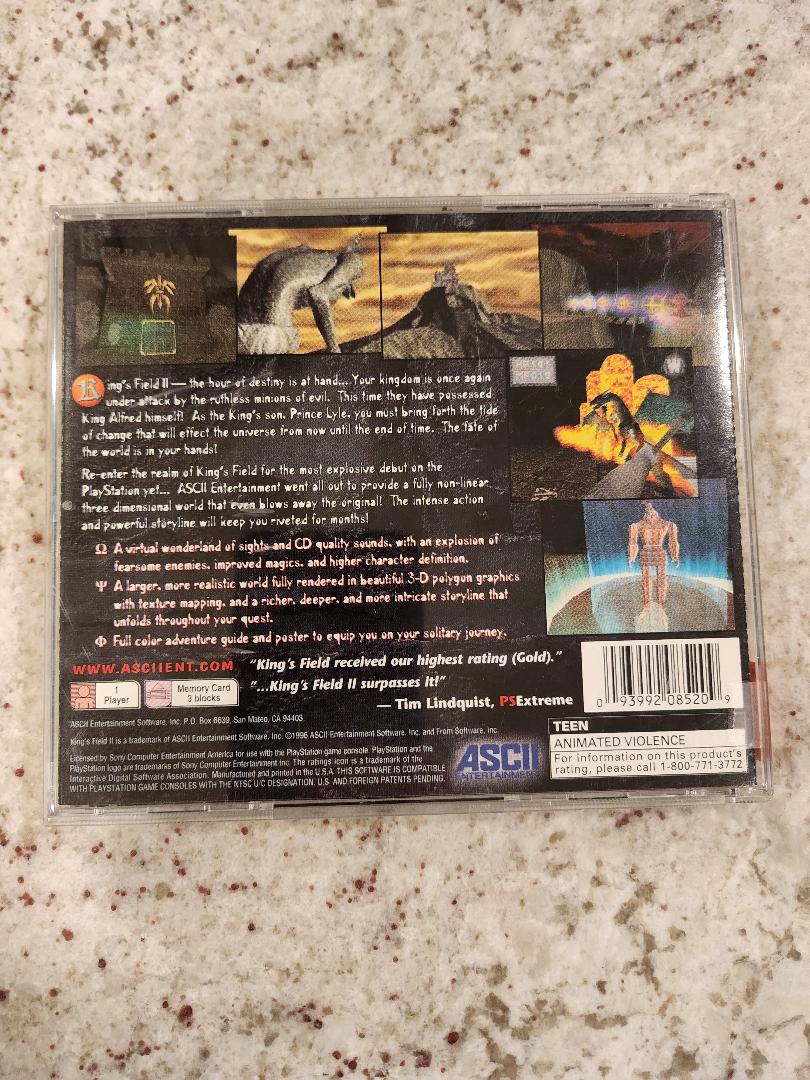 King's Field II — the hour of destiny is at hand... Your kingdom is once again
under attack by the ruthless minions of evil. This time they have possessed
King Alfred himself! As the King's son, Prince Lyle, you must bring forth the tide
of change that will effect the universe from now until the end of time. The fate of
the world is in your hands!
Re-enter the realm of King's Field for the most explosive debut on the
PlayStation yet... ASCII Entertainment went all out to provide a fully non-linear
three dimensional world that even blows away the original! The intense action
and powerful storyline will keep you riveted for months!
Ω A virtual wonderland of sights and CD quality sounds, with an explosion of
fearsome enemies, improved magics, and higher character definition.
Ψ A larger, more realistic world fully rendered in beautiful 3-D polygon graphics
with texture mapping, and a richer, deeper, and more intricate storyline that
unfolds throughout your quest.
Φ Full color adventure guide and poster to equip you on your solitary journey.
WWW.ASCIIENT.COM
"King's Field received our highest rating (Gold)."
"...King's Field II surpasses it!"
— Tim Lindquist, PSExtreme
1
Player
Memory Card
3 blocks
0 93992 08520 9
ASCII Entertainment Software, Inc. P.O. Box 6639, San Mateo, CA 94403
King's Field II is a trademark of ASCII Entertainment Software, Inc. ©1996 ASCII Entertainment Software, Inc. and From Software, Inc.
Licensed by Sony Computer Entertainment America for use with the PlayStation game console. PlayStation and the
PlayStation logo are trademarks of Sony Computer Entertainment Inc. The ratings icon is a trademark of the
Interactive Digital Software Association. Manufactured and printed in the U.S.A. THIS SOFTWARE IS COMPATIBLE
WITH PLAYSTATION GAME CONSOLES WITH THE NTSC U/C DESIGNATION. U.S. AND FOREIGN PATENTS PENDING.
ASCII
ENTERTAINMENT
TEEN
ANIMATED VIOLENCE
For information on this product's
rating, please call 1-800-771-3772